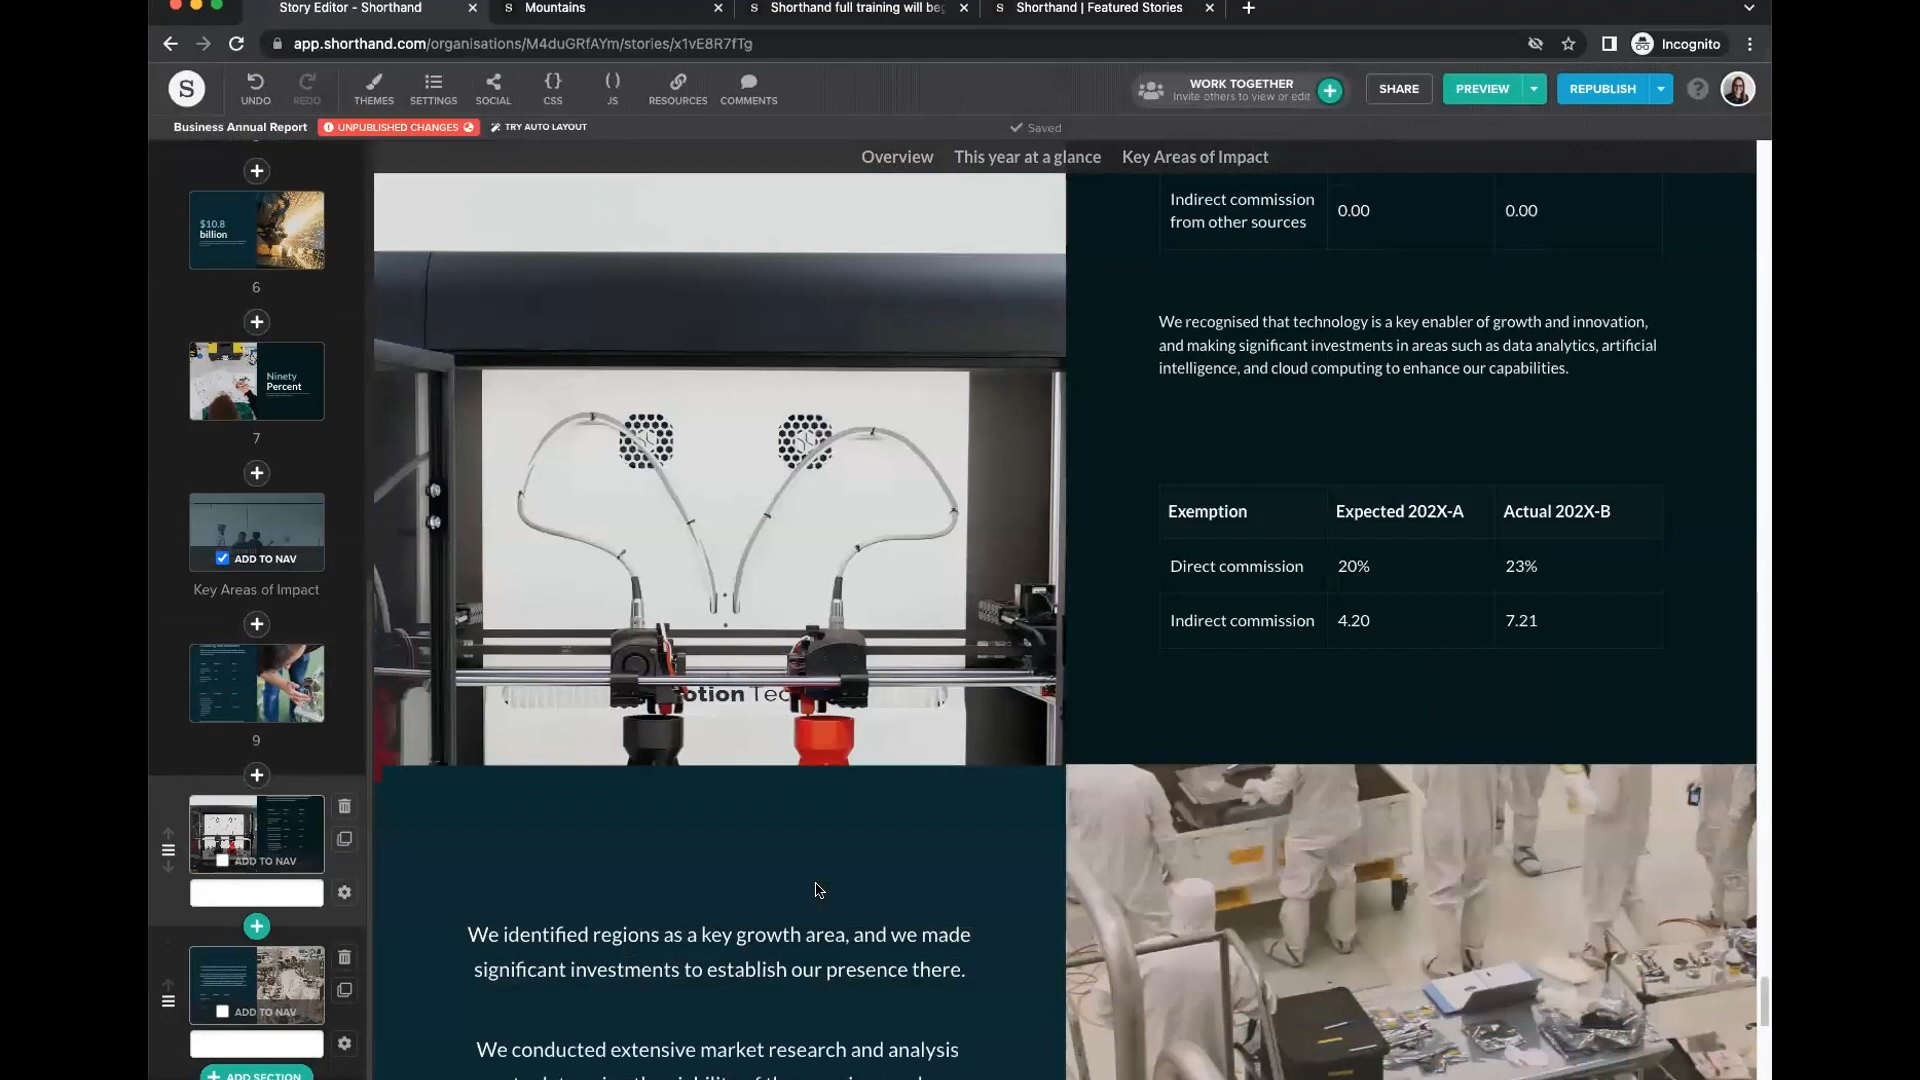 Story Editor - Shorthand
Mountains
Shorthand full training will be
Shorthand | Featured Stories
app.shorthand.com/organisations/M4duGRfAYm/stories/x1vE8R7fTg
Incognito
S
UNDO
REDO
THEMES
SETTINGS
SOCIAL
{}
CSS
()
JS
RESOURCES
COMMENTS
WORK TOGETHER
Invite others to view or edit
SHARE
PREVIEW
REPUBLISH
Business Annual Report
UNPUBLISHED CHANGES
TRY AUTO LAYOUT
Saved
Overview
This year at a glance
Key Areas of Impact
$10.8
billion
6
Ninety
Percent
7
ADD TO NAV
Key Areas of Impact
9
ADD TO NAV
ADD TO NAV
ADD SECTION
otion Tec
Indirect commission
from other sources
0.00
0.00
We recognised that technology is a key enabler of growth and innovation,
and making significant investments in areas such as data analytics, artificial
intelligence, and cloud computing to enhance our capabilities.
Exemption
Expected 202X-A
Actual 202X-B
Direct commission
20%
23%
Indirect commission
4.20
7.21
We identified regions as a key growth area, and we made
significant investments to establish our presence there.
We conducted extensive market research and analysis